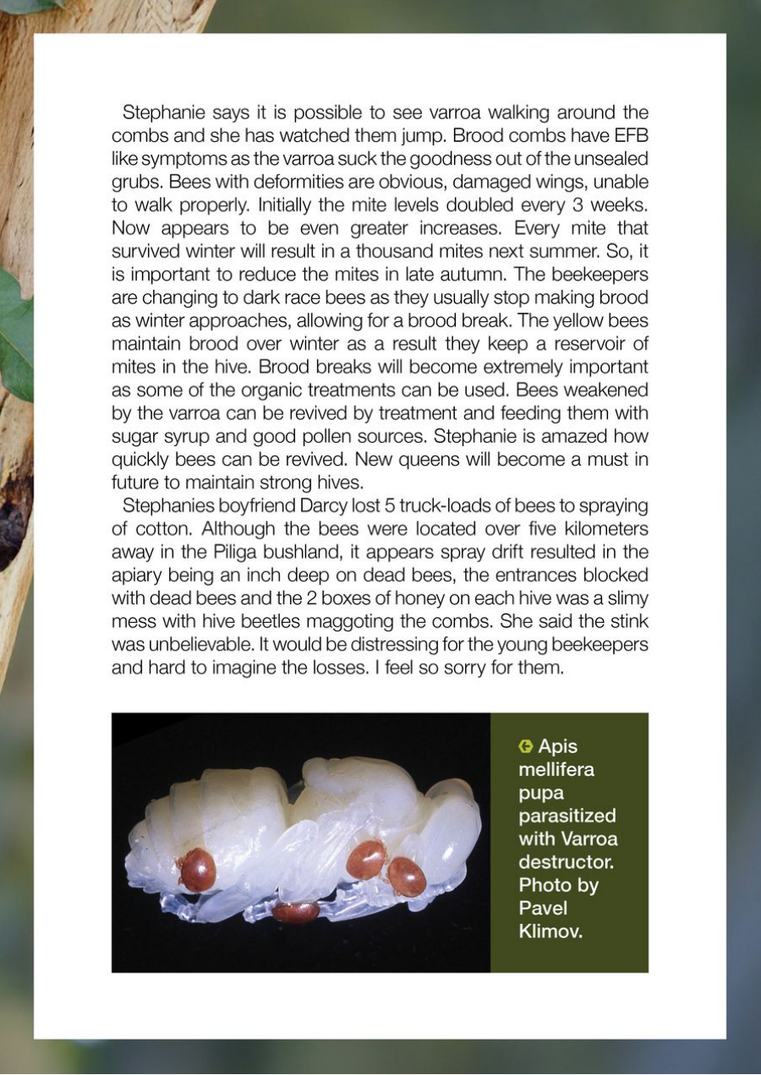 Stephanie says it is possible to see varroa walking around the
combs and she has watched them jump. Brood combs have EFB
like symptoms as the varroa suck the goodness out of the unsealed
grubs. Bees with deformities are obvious, damaged wings, unable
to walk properly. Initially the mite levels doubled every 3 weeks.
Now appears to be even greater increases. Every mite that
survived winter will result in a thousand mites next summer. So, it
is important to reduce the mites in late autumn. The beekeepers
are changing to dark race bees as they usually stop making brood
as winter approaches, allowing for a brood break. The yellow bees
maintain brood over winter as a result they keep a reservoir of
mites in the hive. Brood breaks will become extremely important
as some of the organic treatments can be used. Bees weakened
by the varroa can be revived by treatment and feeding them with
sugar syrup and good pollen sources. Stephanie is amazed how
quickly bees can be revived. New queens will become a must in
future to maintain strong hives.
Stephanies boyfriend Darcy lost 5 truck-loads of bees to spraying
of cotton. Although the bees were located over five kilometers
away in the Piliga bushland, it appears spray drift resulted in the
apiary being an inch deep on dead bees, the entrances blocked
with dead bees and the 2 boxes of honey on each hive was a slimy
mess with hive beetles maggoting the combs. She said the stink
was unbelievable. It would be distressing for the young beekeepers
and hard to imagine the losses. I feel so sorry for them.
Apis
mellifera
pupa
parasitized
with Varroa
destructor.
Photo by
Pavel
Klimov.